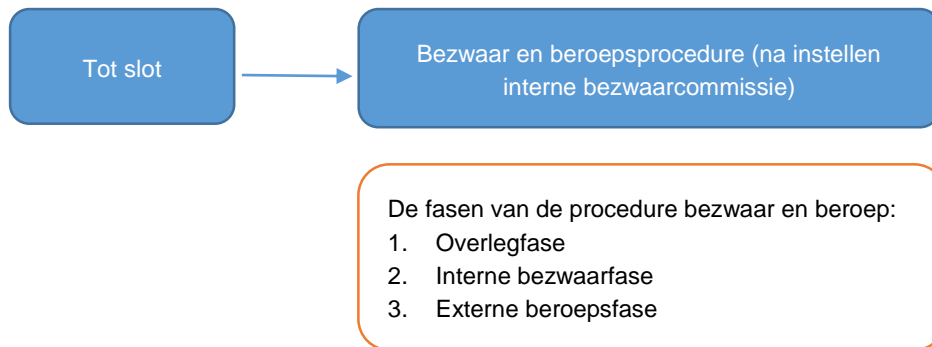 Tot slot
Bezwaar en beroepsprocedure (na instellen
interne bezwaarcommissie)
De fasen van de procedure bezwaar en beroep:
1. Overlegfase
2. Interne bezwaarfase
3. Externe beroepsfase